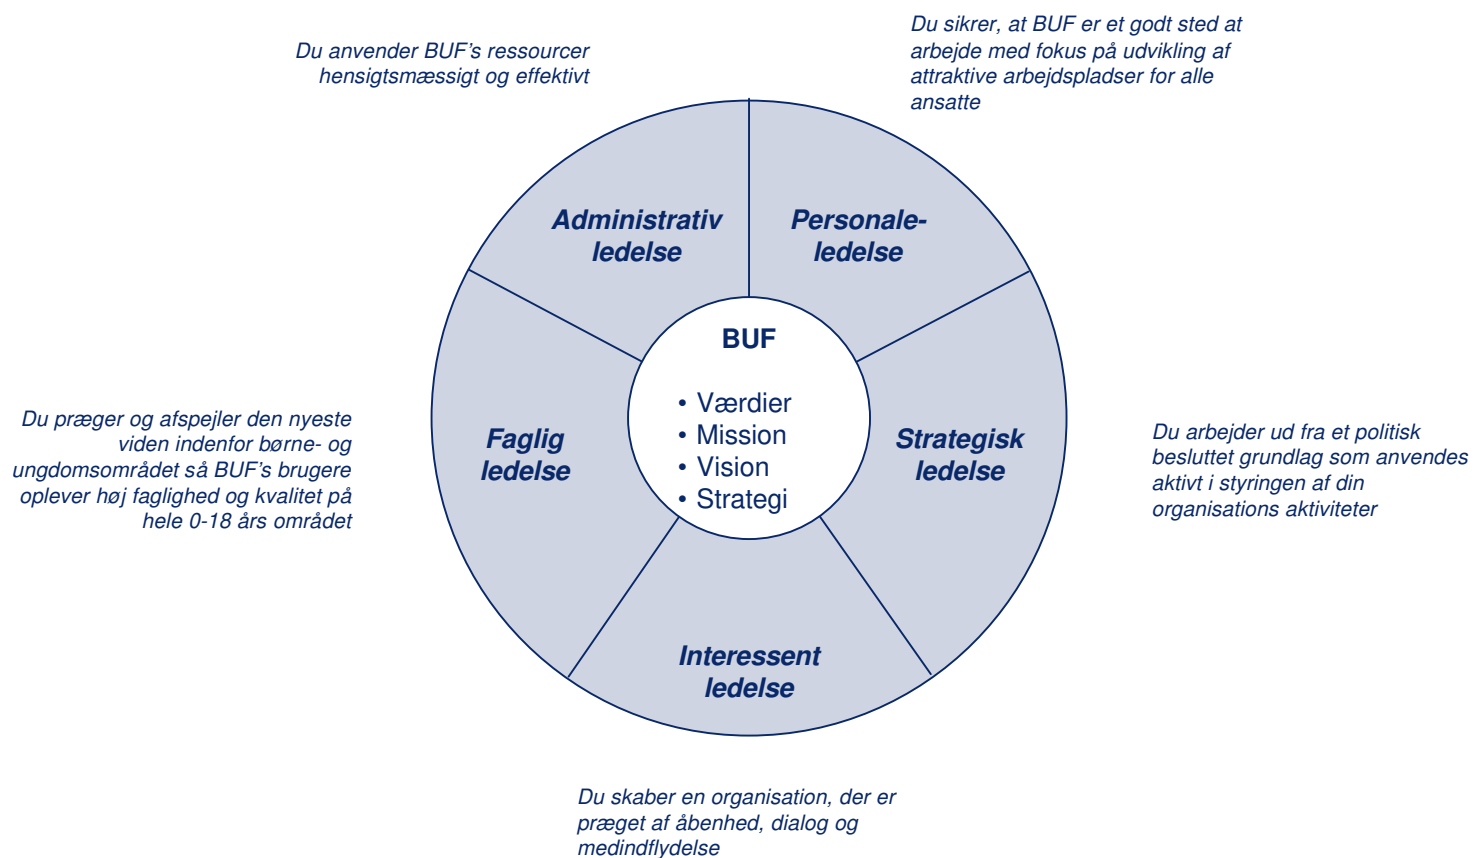 Du anvender BUF's ressourcer
hensigtsmæssigt og effektivt
Du sikrer, at BUF er et godt sted at
arbejde med fokus på udvikling af
attraktive arbejdspladser for alle
ansatte
Administrativ
ledelse
Personale-
ledelse
BUF
• Værdier
• Mission
• Vision
• Strategi
Faglig
ledelse
Strategisk
ledelse
Du præger og afspejler den nyeste
viden indenfor børne- og
ungdomsområdet så BUF's brugere
oplever høj faglighed og kvalitet på
hele 0-18 års området
Du arbejder ud fra et politisk
besluttet grundlag som anvendes
aktivt i styringen af din
organisations aktiviteter
Interessent
ledelse
Du skaber en organisation, der er
præget af åbenhed, dialog og
medindflydelse